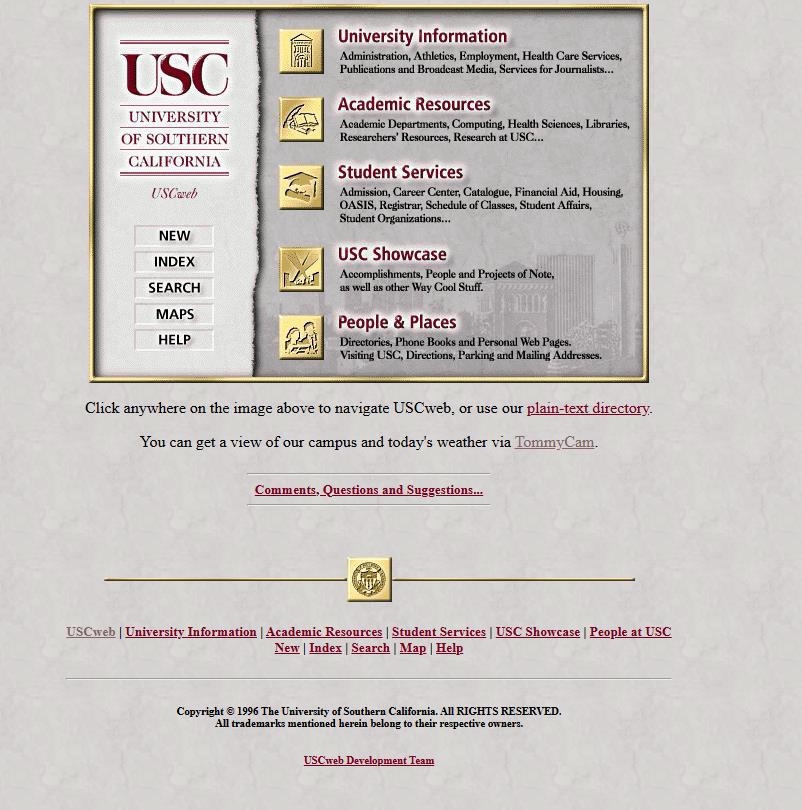 USC
UNIVERSITY
OF SOUTHERN
CALIFORNIA
USCweb
NEW
INDEX
SEARCH
MAPS
HELP
University Information
Administration, Athletics, Employment, Health Care Services,
Publications and Broadcast Media, Services for Journalists...
Academic Resources
Academic Departments, Computing, Health Sciences, Libraries,
Researchers' Resources, Research at USC...
Student Services
Admission, Career Center, Catalogue, Financial Aid, Housing,
OASIS, Registrar, Schedule of Classes, Student Affairs,
Student Organizations...
USC Showcase
Accomplishments, People and Projects of Note,
as well as other Way Cool Stuff.
People & Places
Directories, Phone Books and Personal Web Pages.
Visiting USC, Directions, Parking and Mailing Addresses.
Click anywhere on the image above to navigate USCweb, or use our plain-text directory.
You can get a view of our campus and today's weather via TommyCam.
Comments, Questions and Suggestions...
USCweb | University Information | Academic Resources | Student Services | USC Showcase | People at USC
New | Index | Search | Map | Help
Copyright © 1996 The University of Southern California. All RIGHTS RESERVED.
All trademarks mentioned herein belong to their respective owners.
USCweb Development Team